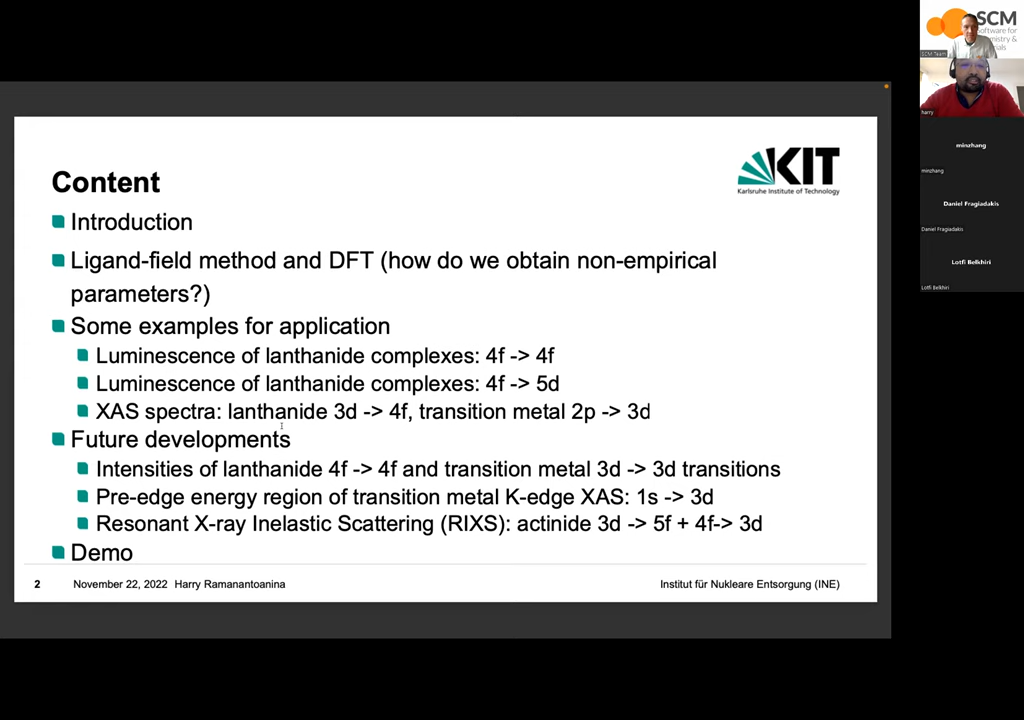 Content
KIT
Karlsruhe Institute of Technology
Introduction
Ligand-field method and DFT (how do we obtain non-empirical
parameters?)
Some examples for application
Luminescence of lanthanide complexes: 4f -> 4f
Luminescence of lanthanide complexes: 4f -> 5d
XAS spectra: lanthanide 3d -> 4f, transition metal 2p -> 3d
Future developments
Intensities of lanthanide 4f -> 4f and transition metal 3d -> 3d transitions
Pre-edge energy region of transition metal K-edge XAS: 1s -> 3d
Resonant X-ray Inelastic Scattering (RIXS): actinide 3d -> 5f + 4f-> 3d
Demo
2 November 22, 2022 Harry Ramanantoanina Institut für Nukleare Entsorgung (INE)
SCM
Software for
SCM Team
harry
minzhang
minzhang
Daniel Fragiadakis
Daniel Fragiadakis
Lotfi Belkhiri
Lotfi Belkhiri